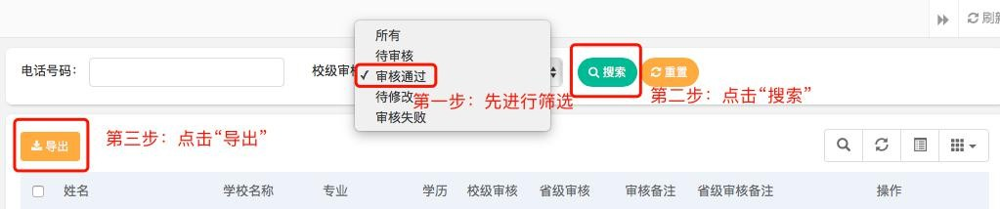 刷新
所有
待审核
电话号码：
校级审核
✓ 审核通过
搜索
重置
待修改
第一步：先进行筛选
第二步：点击“搜索”
审核失败
导出
第三步：点击“导出”
姓名 学校名称 专业 学历 校级审核 省级审核 审核备注 省级审核备注 操作